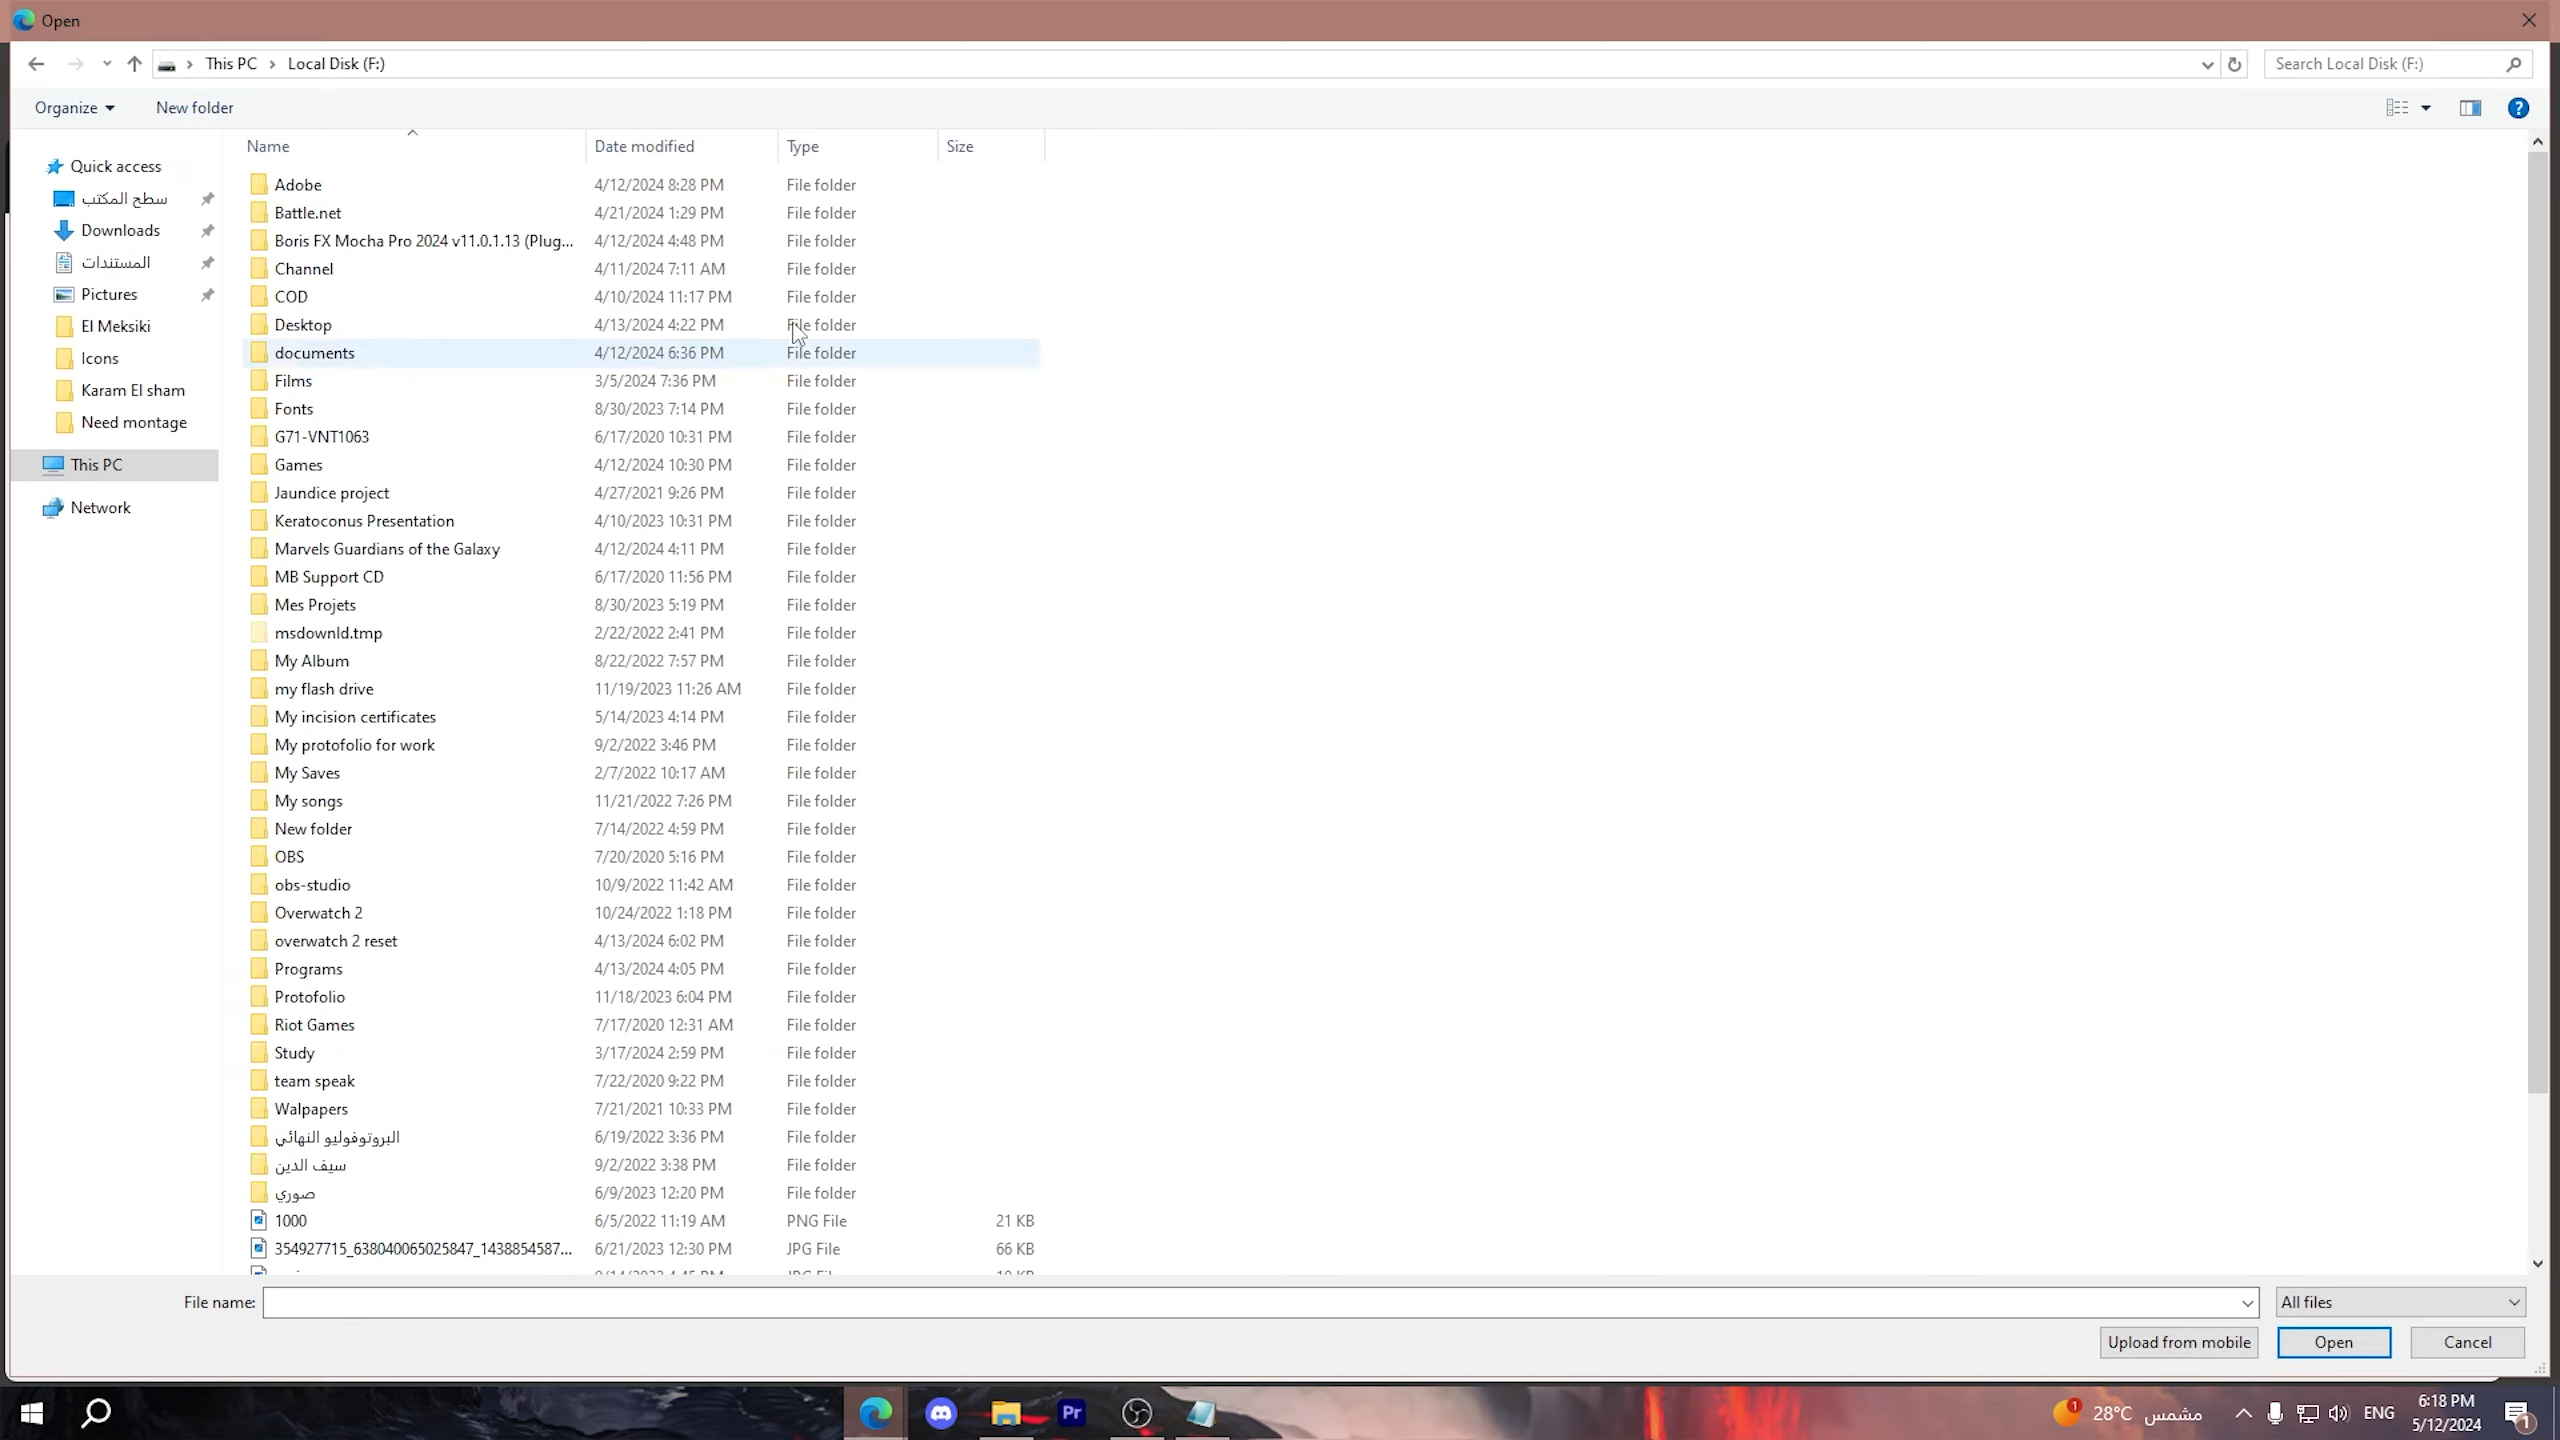 Open
This PC > Local Disk (F:)
Search Local Disk (F:)
Organize
New folder
Name
Date modified
Type
Size
Quick access
سطح المكتب
Downloads
المستندات
Pictures
El Meksiki
Icons
Karam El sham
Need montage
This PC
Network
Adobe 4/12/2024 8:28 PM File folder
Battle.net 4/21/2024 1:29 PM File folder
Boris FX Mocha Pro 2024 v11.0.1.13 (Plug... 4/12/2024 4:48 PM File folder
Channel 4/11/2024 7:11 AM File folder
COD 4/10/2024 11:17 PM File folder
Desktop 4/13/2024 4:22 PM File folder
documents 4/12/2024 6:36 PM File folder
Films 3/5/2024 7:36 PM File folder
Fonts 8/30/2023 7:14 PM File folder
G71-VNT1063 6/17/2020 10:31 PM File folder
Games 4/12/2024 10:30 PM File folder
Jaundice project 4/27/2021 9:26 PM File folder
Keratoconus Presentation 4/10/2023 10:31 PM File folder
Marvels Guardians of the Galaxy 4/12/2024 4:11 PM File folder
MB Support CD 6/17/2020 11:56 PM File folder
Mes Projets 8/30/2023 5:19 PM File folder
msdownld.tmp 2/22/2022 2:41 PM File folder
My Album 8/22/2022 7:57 PM File folder
my flash drive 11/19/2023 11:26 AM File folder
My incision certificates 5/14/2023 4:14 PM File folder
My protofolio for work 9/2/2022 3:46 PM File folder
My Saves 2/7/2022 10:17 AM File folder
My songs 11/21/2022 7:26 PM File folder
New folder 7/14/2022 4:59 PM File folder
OBS 7/20/2020 5:16 PM File folder
obs-studio 10/9/2022 11:42 AM File folder
Overwatch 2 10/24/2022 1:18 PM File folder
overwatch 2 reset 4/13/2024 6:02 PM File folder
Programs 4/13/2024 4:05 PM File folder
Protofolio 11/18/2023 6:04 PM File folder
Riot Games 7/17/2020 12:31 AM File folder
Study 3/17/2024 2:59 PM File folder
team speak 7/22/2020 9:22 PM File folder
Walpapers 7/21/2021 10:33 PM File folder
البروتوفوليو النهائي 6/19/2022 3:36 PM File folder
سيف الدين 9/2/2022 3:38 PM File folder
صوري 6/9/2023 12:20 PM File folder
1000 6/5/2022 11:19 AM PNG File 21 KB
354927715_638040065025847_1438854587... 6/21/2023 12:30 PM JPG File 66 KB
File name:
All files
Upload from mobile
Open
Cancel
Pr
1
28°C مشمس
ENG
6:18 PM
5/12/2024
1